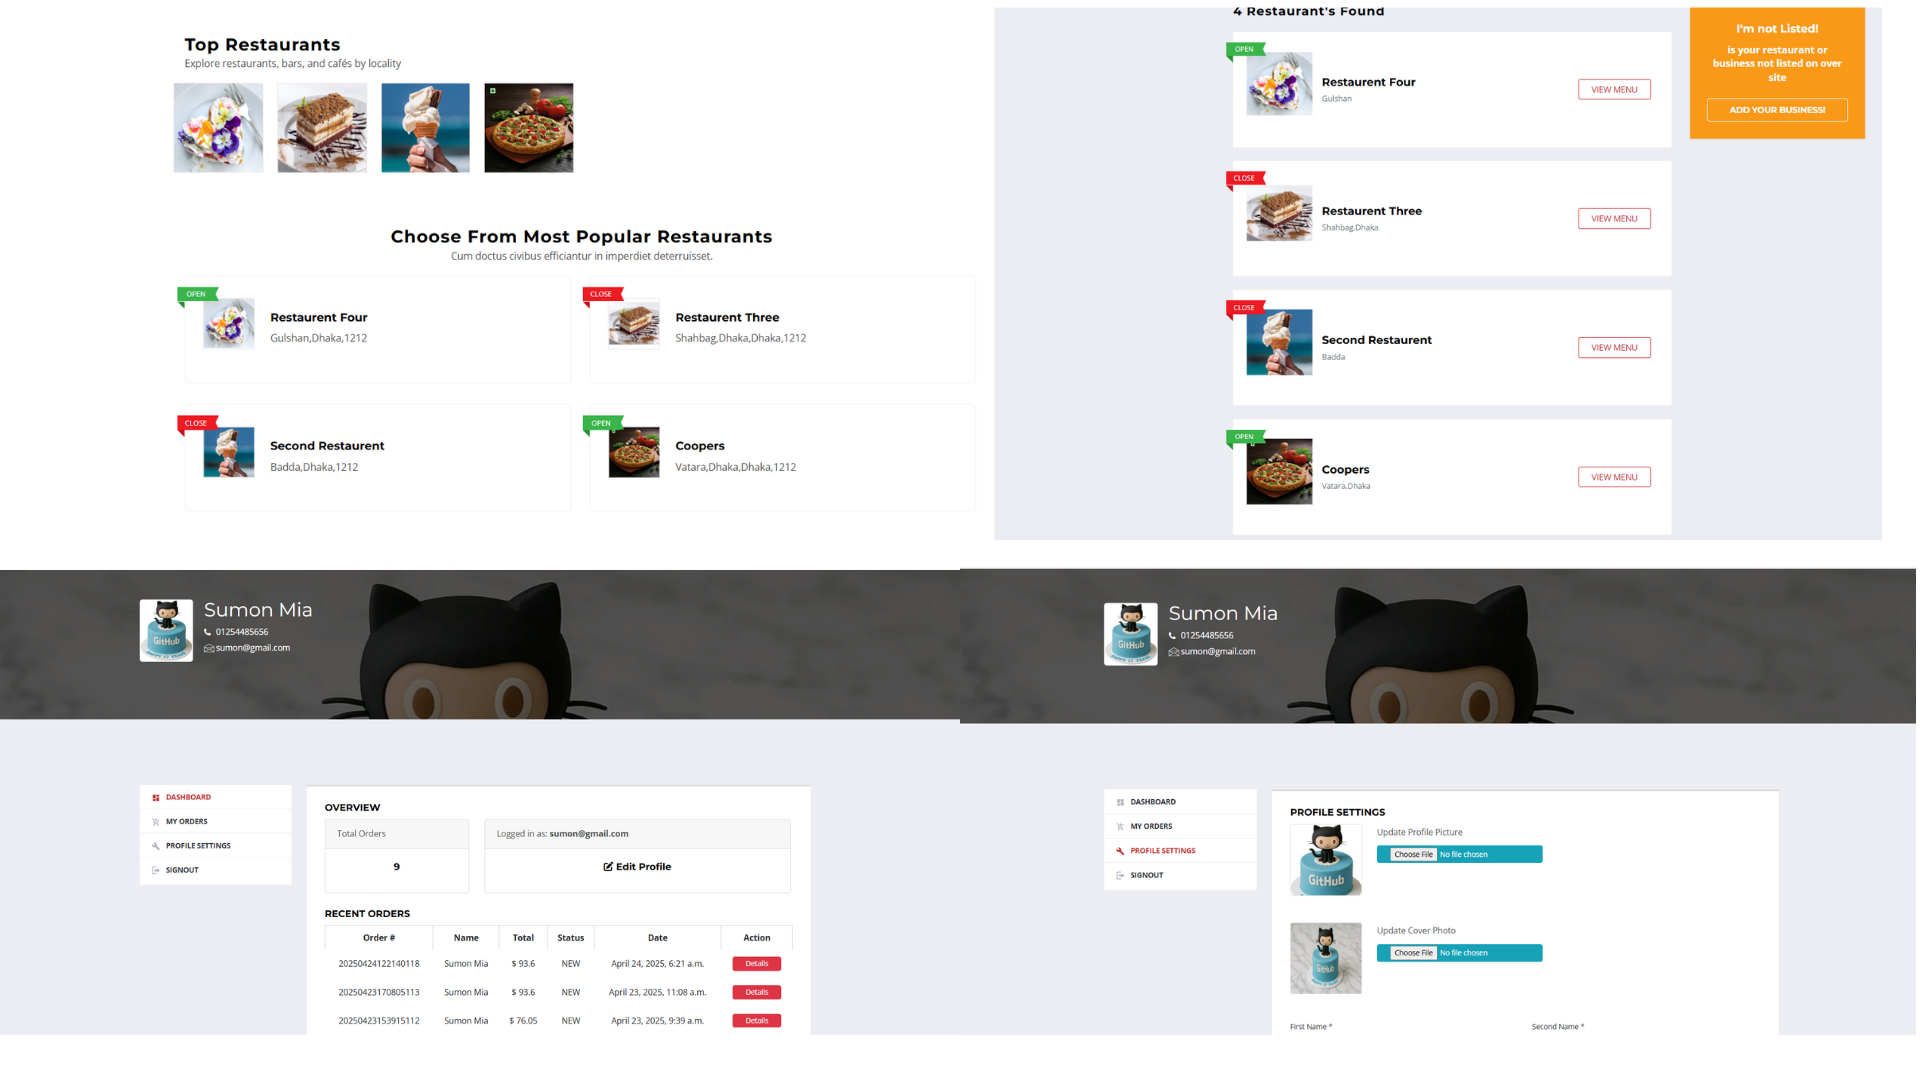 Top Restaurants
Explore restaurants, bars, and cafés by locality
Choose From Most Popular Restaurants
Cum doctus civibus efficiantur in imperdiet deterruisset.
OPEN
Restaurent Four
Gulshan,Dhaka,1212
CLOSE
Restaurent Three
Shahbag,Dhaka,Dhaka,1212
CLOSE
Second Restaurent
Badda,Dhaka,1212
OPEN
Coopers
Vatara,Dhaka,Dhaka,1212
4 Restaurant's Found
OPEN
Restaurent Four
Gulshan
VIEW MENU
CLOSE
Restaurent Three
Shahbag,Dhaka
VIEW MENU
CLOSE
Second Restaurent
Badda
VIEW MENU
OPEN
Coopers
Vatara,Dhaka
VIEW MENU
I'm not Listed!
is your restaurant or
business not listed on over
site
ADD YOUR BUSINESS!
GitHub
Sumon Mia
01254485656
sumon@gmail.com
DASHBOARD
MY ORDERS
PROFILE SETTINGS
SIGNOUT
OVERVIEW
Total Orders
9
Logged in as: sumon@gmail.com
Edit Profile
RECENT ORDERS
Order # Name Total Status Date Action
20250424122140118 Sumon Mia $ 93.6 NEW April 24, 2025, 6:21 a.m. Details
20250423170805113 Sumon Mia $ 93.6 NEW April 23, 2025, 11:08 a.m. Details
20250423153915112 Sumon Mia $ 76.05 NEW April 23, 2025, 9:39 a.m. Details
GitHub
Sumon Mia
01254485656
sumon@gmail.com
DASHBOARD
MY ORDERS
PROFILE SETTINGS
SIGNOUT
PROFILE SETTINGS
GitHub
Update Profile Picture
Choose File No file chosen
GitHub
Update Cover Photo
Choose File No file chosen
First Name * Second Name *